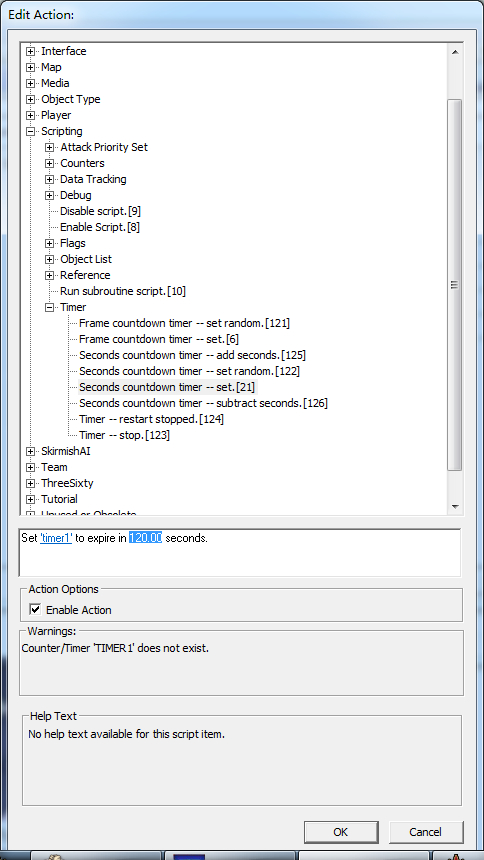 Edit Action:
Interface
Map
Media
Object Type
Player
Scripting
Attack Priority Set
Counters
Data Tracking
Debug
Disable script.[9]
Enable Script.[8]
Flags
Object List
Reference
Run subroutine script.[10]
Timer
Frame countdown timer -- set random.[121]
Frame countdown timer -- set.[6]
Seconds countdown timer -- add seconds.[125]
Seconds countdown timer -- set random.[122]
Seconds countdown timer -- set.[21]
Seconds countdown timer -- subtract seconds.[126]
Timer -- restart stopped.[124]
Timer -- stop.[123]
SkirmishAI
Team
ThreeSixty
Tutorial
Unused or Obsolete
Set 'timer1' to expire in 120.00 seconds.
Action Options
Enable Action
Warnings:
Counter/Timer 'TIMER1' does not exist.
Help Text
No help text available for this script item.
OK Cancel